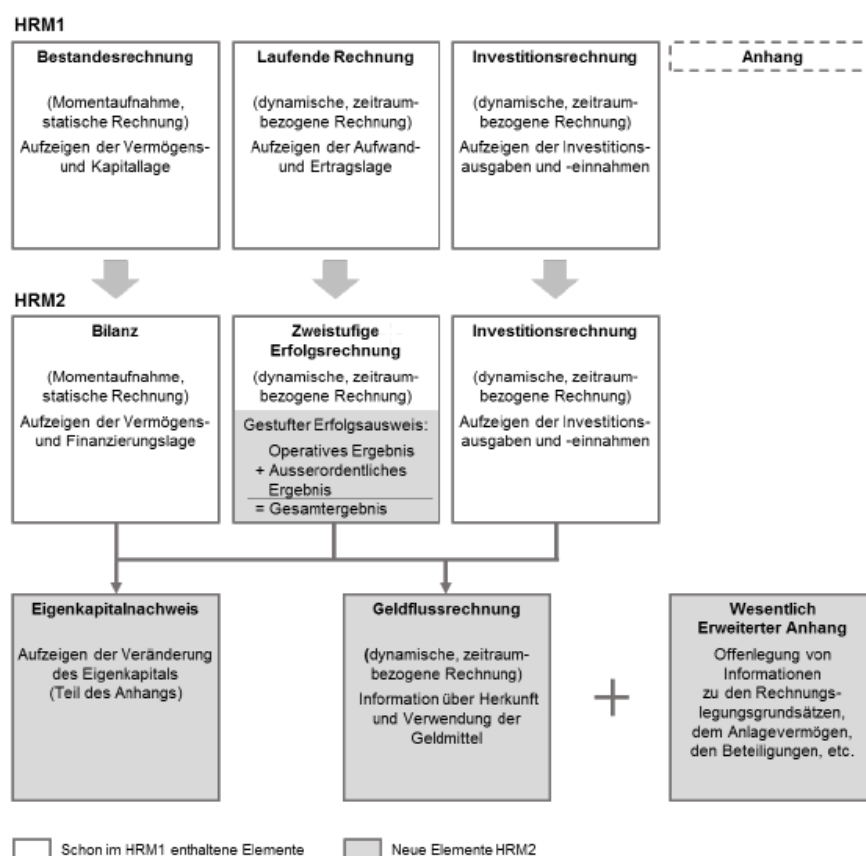 HRM1
Bestandesrechnung
(Momentaufnahme,
statische Rechnung)
Aufzeigen der Vermögens-
und Kapitallage
Laufende Rechnung
(dynamische, zeitraum-
bezogene Rechnung)
Aufzeigen der Aufwand-
und Ertragslage
Investitionsrechnung
(dynamische, zeitraum-
bezogene Rechnung)
Aufzeigen der Investitions-
ausgaben und -einnahmen
Anhang
HRM2
Bilanz
(Momentaufnahme,
statische Rechnung)
Aufzeigen der Vermögens-
und Finanzierungslage
Zweistufige
Erfolgsrechnung
(dynamische, zeitraum-
bezogene Rechnung)
Gestufter Erfolgsausweis:
Operatives Ergebnis
+ Ausserordentliches
Ergebnis
= Gesamtergebnis
Investitionsrechnung
(dynamische, zeitraum-
bezogene Rechnung)
Aufzeigen der Investitions-
ausgaben und -einnahmen
Eigenkapitalnachweis
Aufzeigen der Veränderung
des Eigenkapitals
(Teil des Anhangs)
Geldflussrechnung
(dynamische, zeitraum-
bezogene Rechnung)
Information über Herkunft
und Verwendung der
Geldmittel
+
Wesentlich
Erweiterter Anhang
Offenlegung von
Informationen
zu den Rechnungs-
legungsgrundsätzen,
dem Anlagevermögen,
den Beteiligungen, etc.
Schon im HRM1 enthaltene Elemente
Neue Elemente HRM2